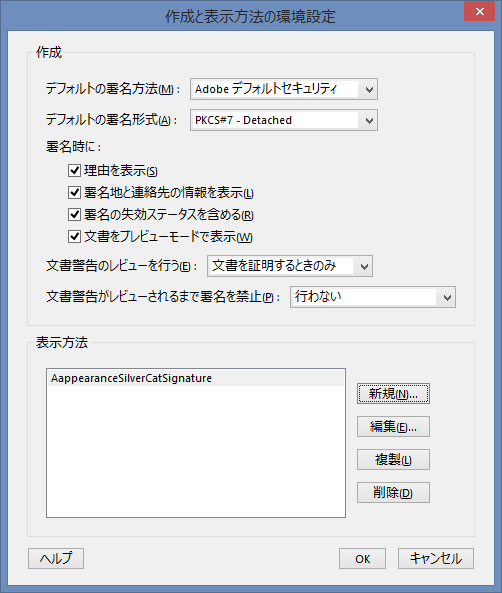 作成と表示方法の環境設定
作成
デフォルトの署名方法(M)： Adobe デフォルトセキュリティ
デフォルトの署名形式(A)： PKCS#7 - Detached
署名時に：
理由を表示(S)
署名地と連絡先の情報を表示(L)
署名の失効ステータスを含める(R)
文書をプレビューモードで表示(W)
文書警告のレビューを行う(E)： 文書を証明するときのみ
文書警告がレビューされるまで署名を禁止(P)： 行わない
表示方法
AappearanceSilverCatSignature
新規(N)...
編集(E)...
複製(L)
削除(D)
ヘルプ OK キャンセル